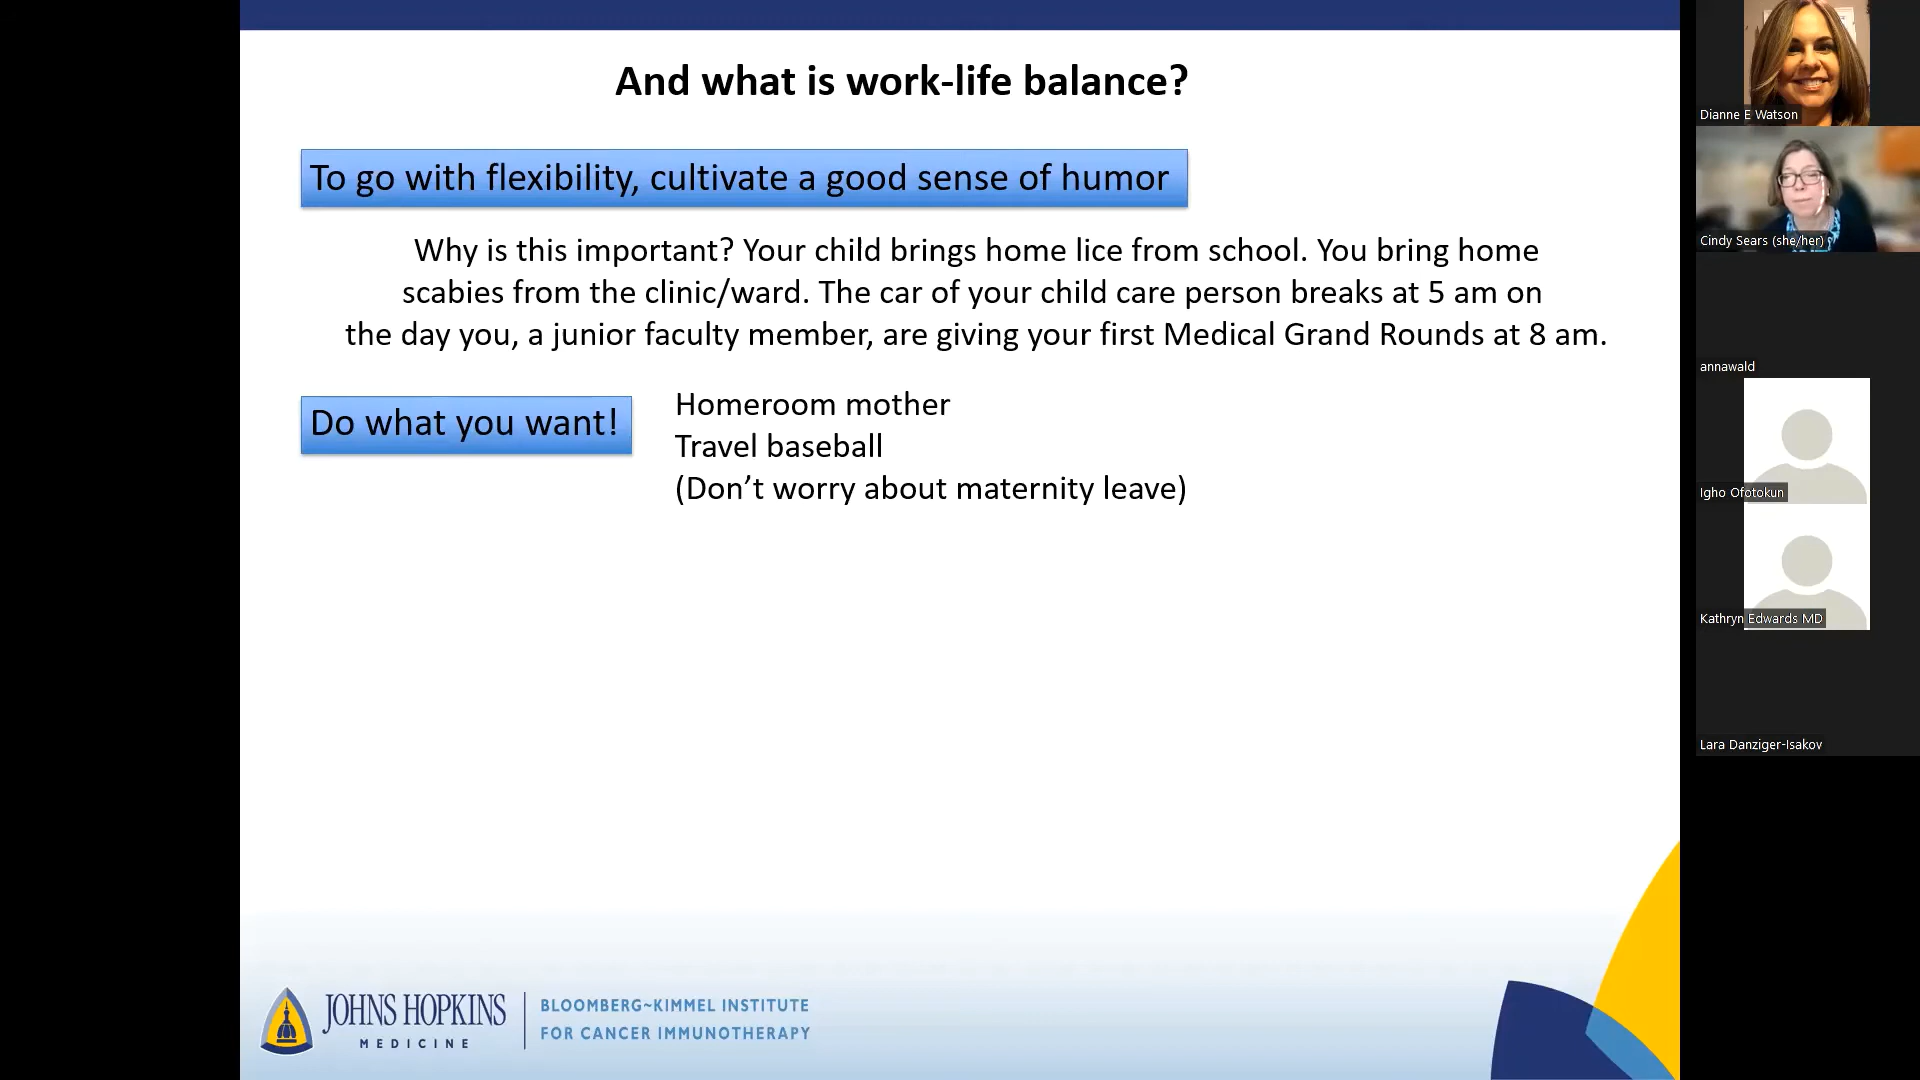 And what is work-life balance?
To go with flexibility, cultivate a good sense of humor
Why is this important? Your child brings home lice from school. You bring home
scabies from the clinic/ward. The car of your child care person breaks at 5 am on
the day you, a junior faculty member, are giving your first Medical Grand Rounds at 8 am.
Do what you want!
Homeroom mother
Travel baseball
(Don’t worry about maternity leave)
JOHNS HOPKINS
MEDICINE
BLOOMBERG~KIMMEL INSTITUTE
FOR CANCER IMMUNOTHERAPY
Dianne E Watson
Cindy Sears (she/her)
annawald
Igho Ofotokun
Kathryn Edwards MD
Lara Danziger-Isakov